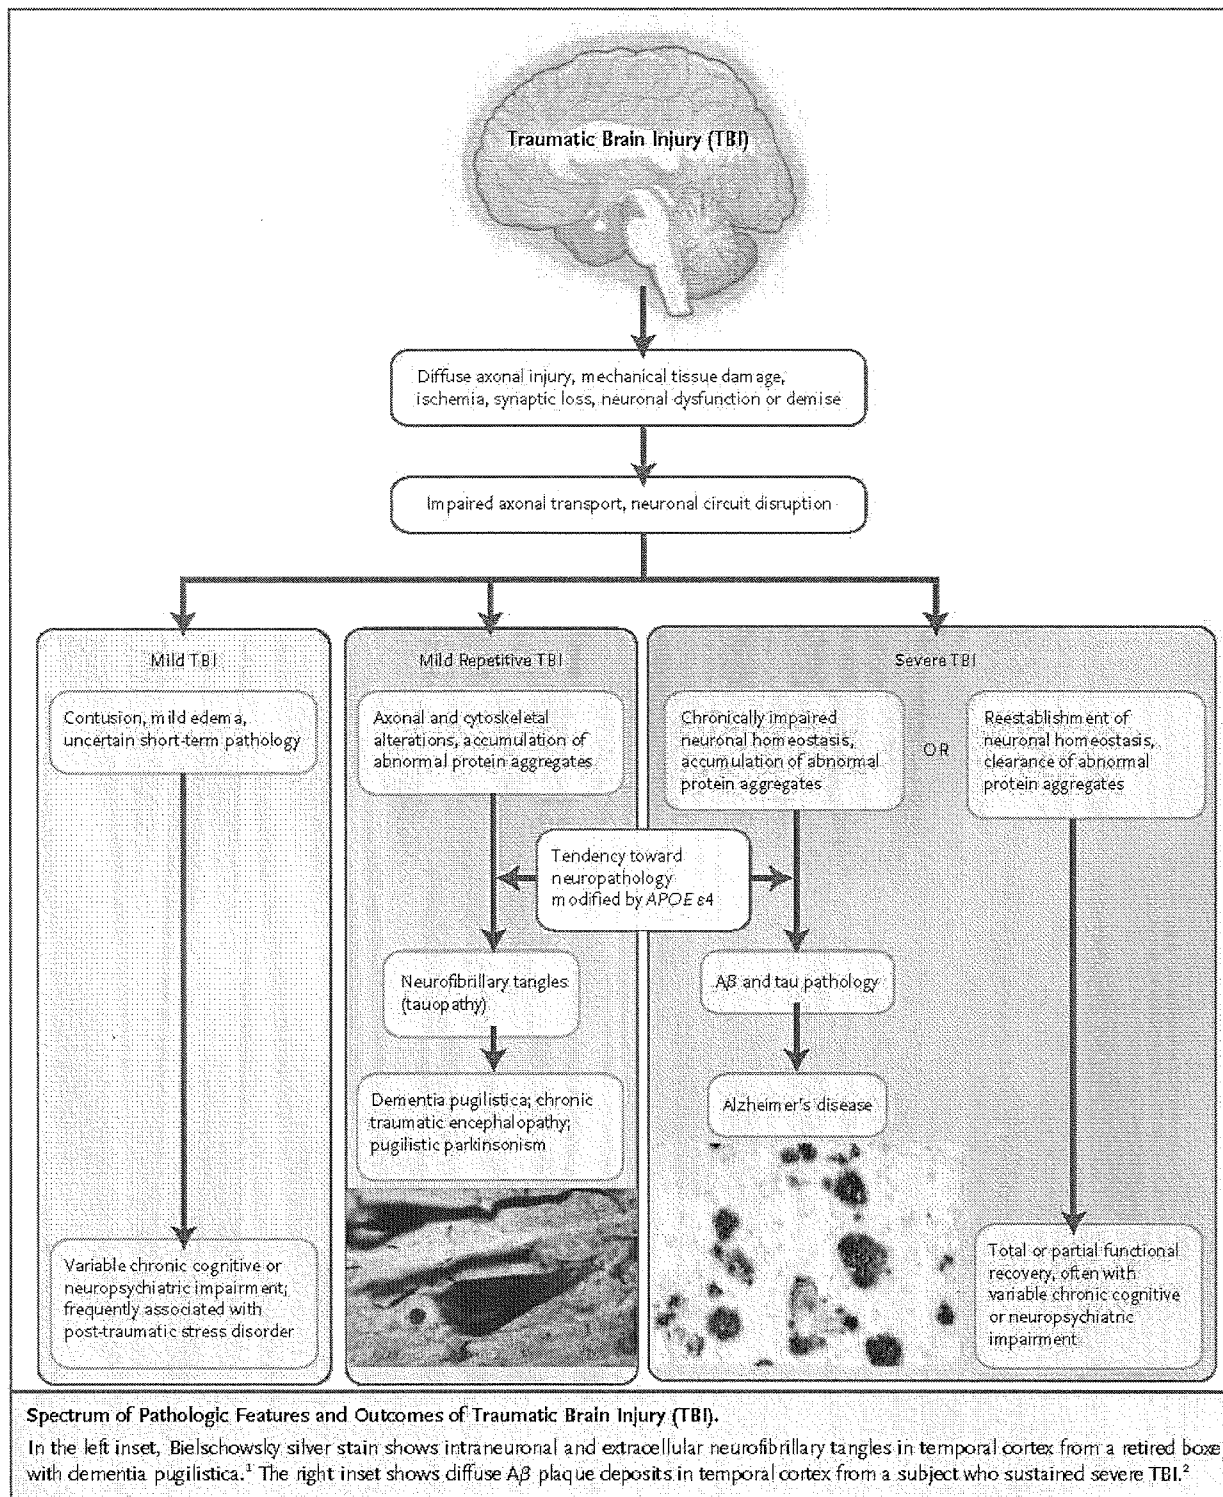 Traumatic Brain Injury (TBI)
Diffuse axonal injury, mechanical tissue damage,
ischemia, synaptic loss, neuronal dysfunction or demise
Impaired axonal transport, neuronal circuit disruption
Mild TBI
Contusion, mild edema,
uncertain short-term pathology
Variable chronic cognitive or
neuropsychiatric impairment;
frequently associated with
post-traumatic stress disorder
Mild Repetitive TBI
Axonal and cytoskeletal
alterations, accumulation of
abnormal protein aggregates
Tendency toward
neuropathology
modified by APOE ε4
Neurofibrillary tangles
(tauopathy)
Dementia pugilistica; chronic
traumatic encephalopathy;
pugilistic parkinsonism
Severe TBI
Chronically impaired
neuronal homeostasis,
accumulation of abnormal
protein aggregates
OR
Reestablishment of
neuronal homeostasis,
clearance of abnormal
protein aggregates
Aβ and tau pathology
Alzheimer's disease
Total or partial functional
recovery, often with
variable chronic cognitive
or neuropsychiatric
impairment
Spectrum of Pathologic Features and Outcomes of Traumatic Brain Injury (TBI).
In the left inset, Bielschowsky silver stain shows intraneuronal and extracellular neurofibrillary tangles in temporal cortex from a retired boxe
with dementia pugilistica.¹ The right inset shows diffuse Aβ plaque deposits in temporal cortex from a subject who sustained severe TBI.²